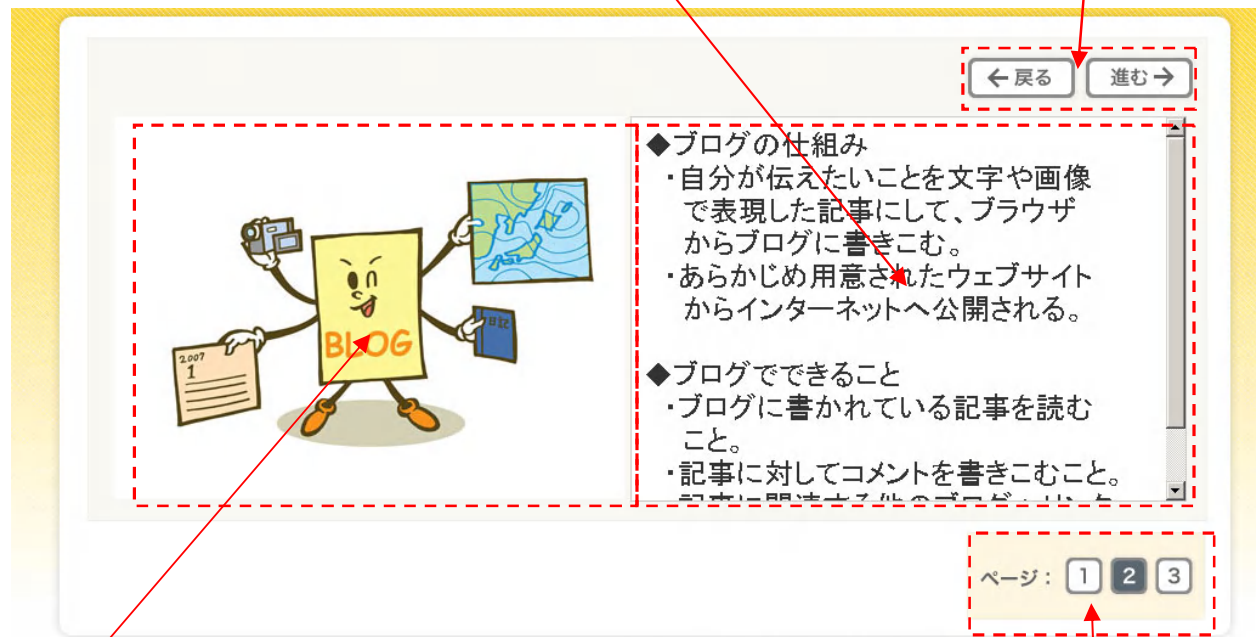 ←戻る 進む→
◆ブログの仕組み
・自分が伝えたいことを文字や画像
で表現した記事にして、ブラウザ
からブログに書きこむ。
・あらかじめ用意されたウェブサイト
からインターネットへ公開される。
◆ブログでできること
・ブログに書かれている記事を読む
こと。
・記事に対してコメントを書きこむこと。
2007
1
日記
BLOG
ページ: 1 2 3